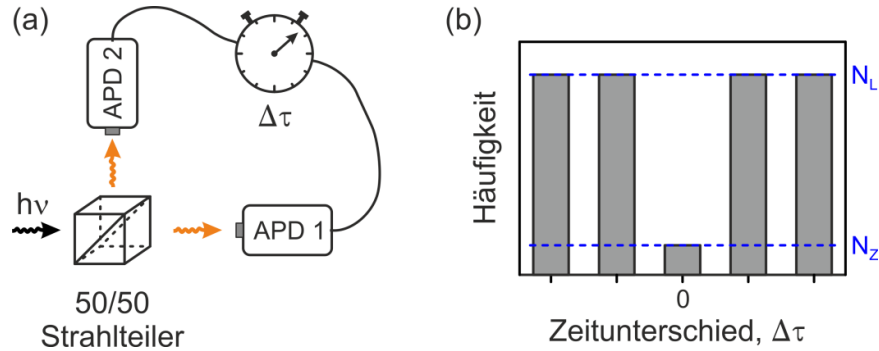 (a)
APD 2
Δτ
hν
APD 1
50/50
Strahlteiler
(b)
Häufigkeit
N_L
N_Z
0
Zeitunterschied, Δτ